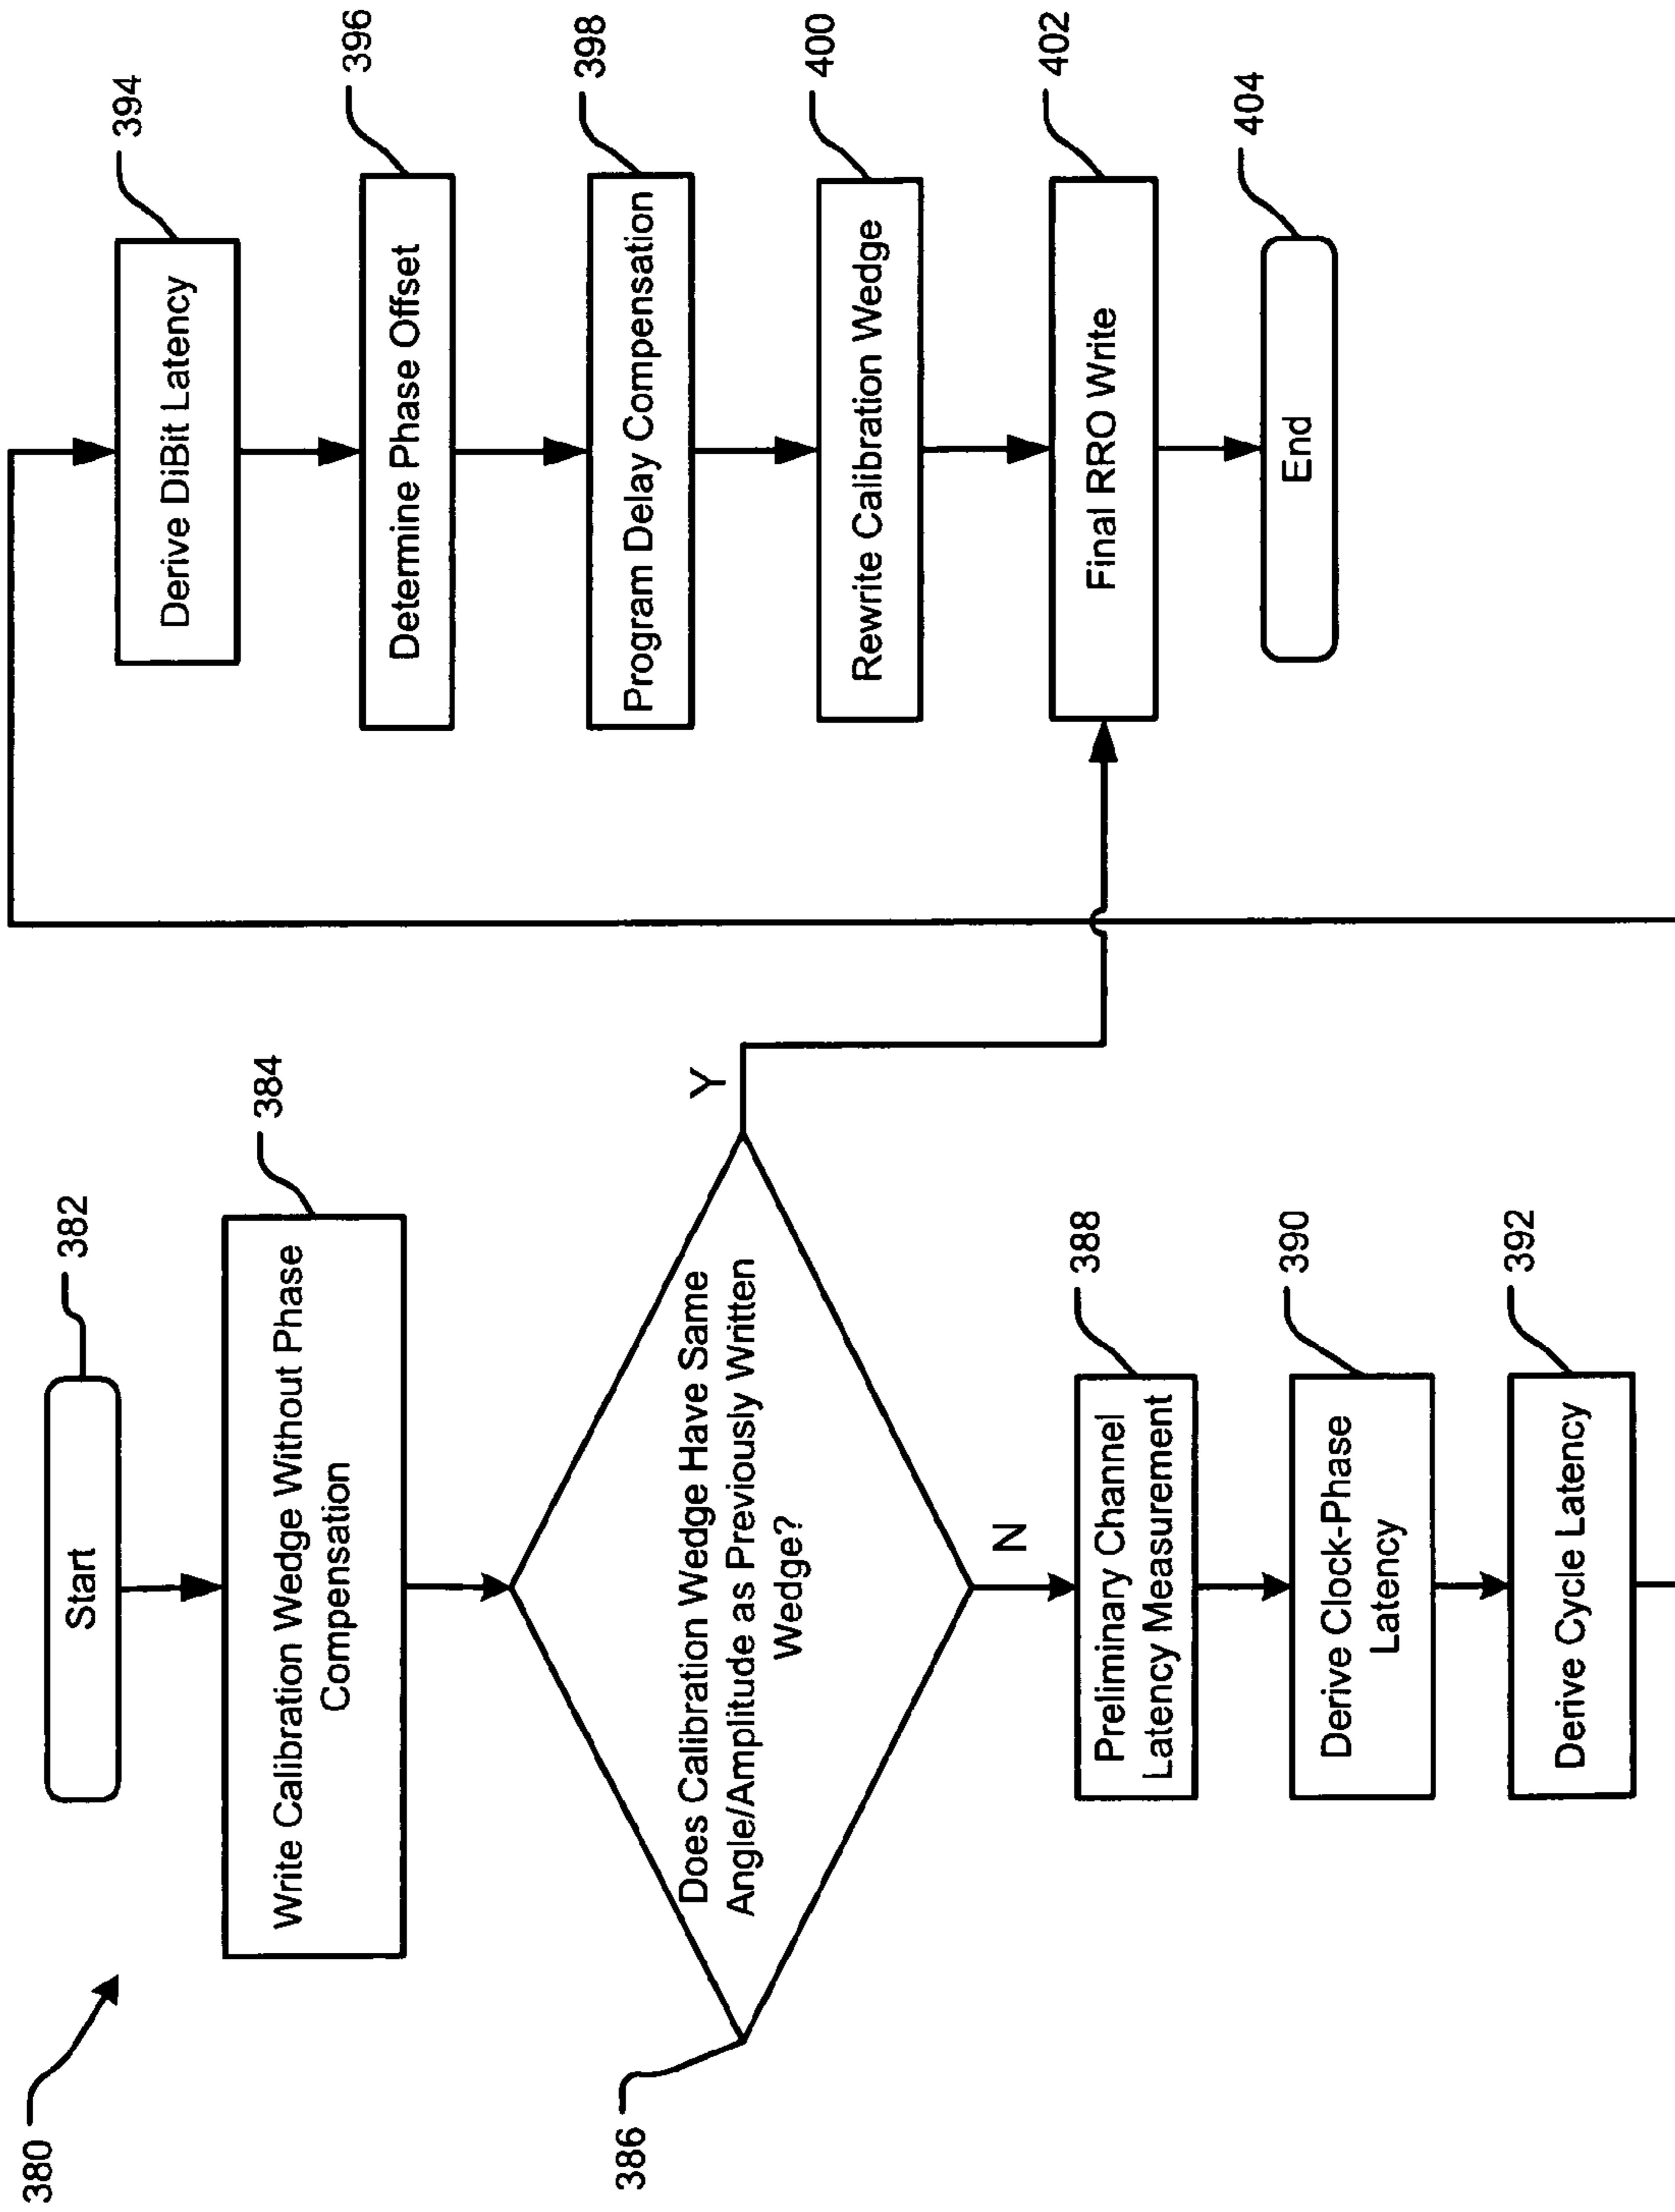 380
Start
382
Write Calibration Wedge Without Phase
Compensation
384
Does Calibration Wedge Have Same
Angle/Amplitude as Previously Written
Wedge?
386
Y
N
Preliminary Channel
Latency Measurement
388
Derive Clock-Phase
Latency
390
Derive Cycle Latency
392
Derive DiBit Latency
394
Determine Phase Offset
396
Program Delay Compensation
398
Rewrite Calibration Wedge
400
Final RRO Write
402
End
404